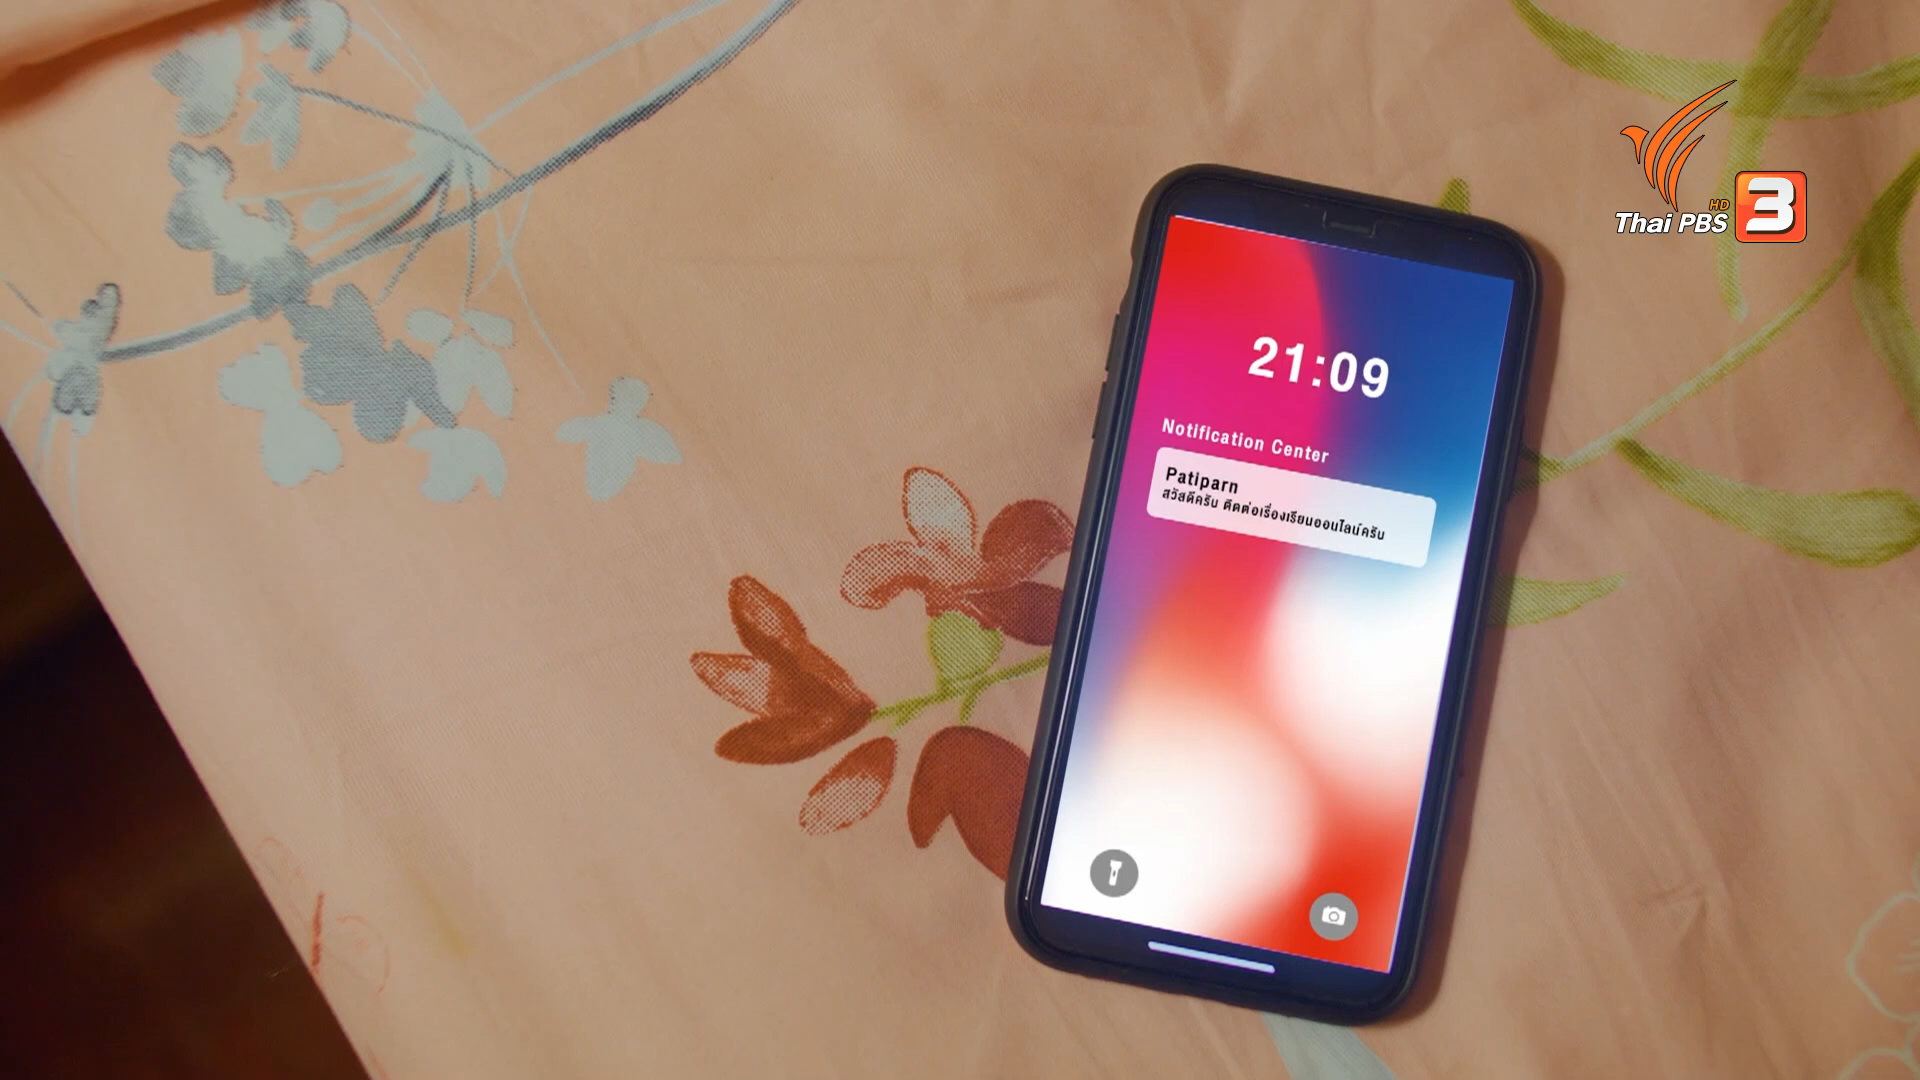 HD
Thai PBS 3
21:09
Notification Center
Patiparn
สวัสดีครับ ติดต่อเรื่องเรียนออนไลน์ครับ